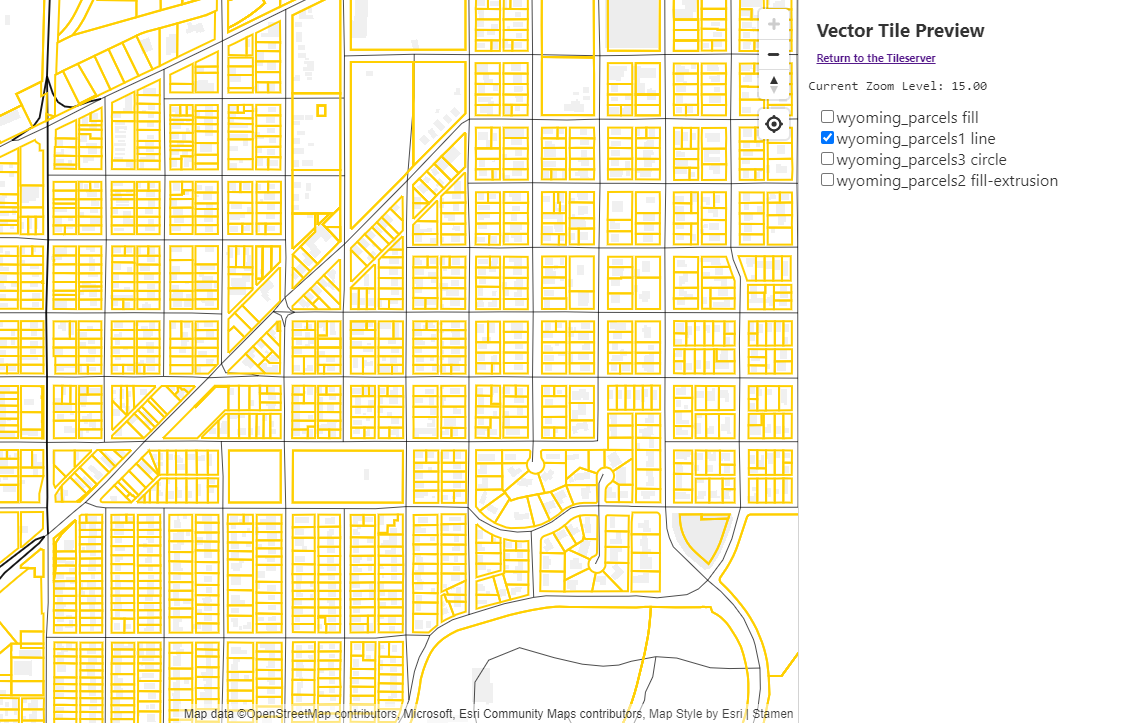 Vector Tile Preview
Return to the Tileserver
Current Zoom Level: 15.00
wyoming_parcels fill
wyoming_parcels1 line
wyoming_parcels3 circle
wyoming_parcels2 fill-extrusion
Map data ©OpenStreetMap contributors, Microsoft, Esri Community Maps contributors, Map Style by Esri | Stamen